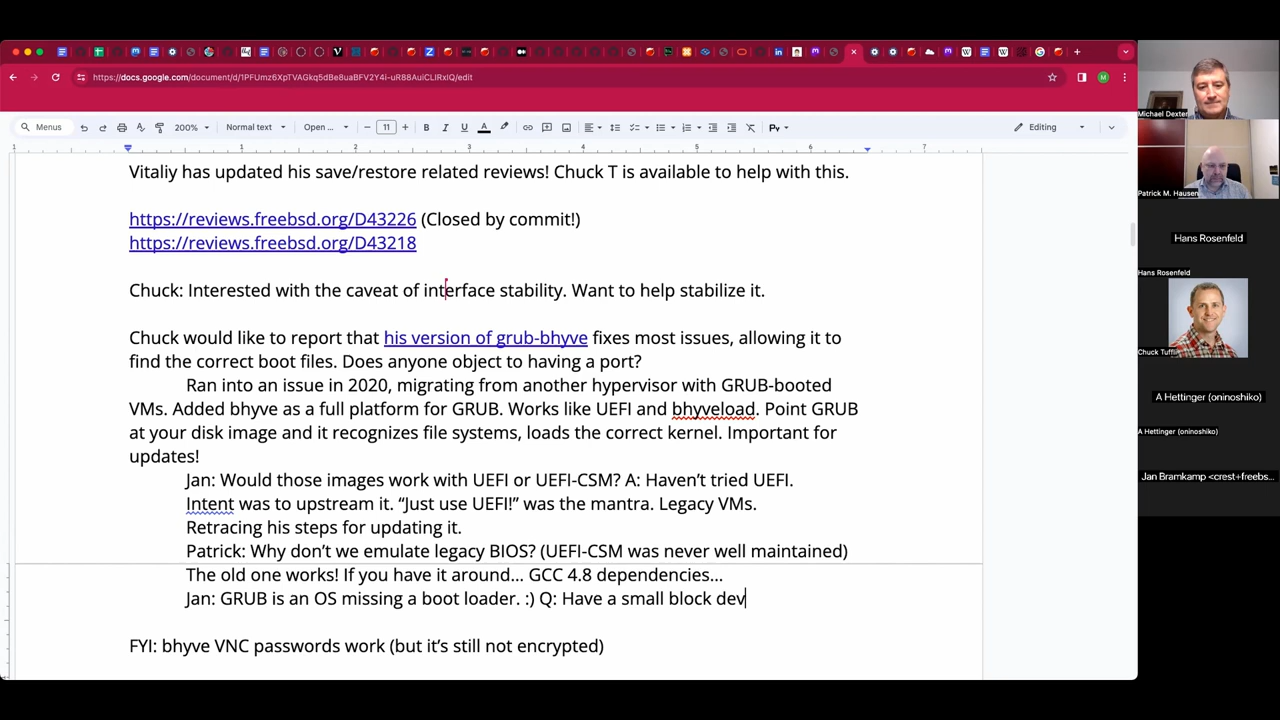 https://docs.google.com/document/d/1PFUmz6XpTVAGkq5dBe8uaBFV2Y4i-uR88AuiCLIRxIQ/edit
Menus
200%
Normal text
Open ...
11
Editing
1
1
2
3
4
5
6
7
Vitaliy has updated his save/restore related reviews! Chuck T is available to help with this.
https://reviews.freebsd.org/D43226 (Closed by commit!)
https://reviews.freebsd.org/D43218
Chuck: Interested with the caveat of interface stability. Want to help stabilize it.
Chuck would like to report that his version of grub-bhyve fixes most issues, allowing it to
find the correct boot files. Does anyone object to having a port?
Ran into an issue in 2020, migrating from another hypervisor with GRUB-booted
VMs. Added bhyve as a full platform for GRUB. Works like UEFI and bhyveload. Point GRUB
at your disk image and it recognizes file systems, loads the correct kernel. Important for
updates!
Jan: Would those images work with UEFI or UEFI-CSM? A: Haven’t tried UEFI.
Intent was to upstream it. “Just use UEFI!” was the mantra. Legacy VMs.
Retracing his steps for updating it.
Patrick: Why don’t we emulate legacy BIOS? (UEFI-CSM was never well maintained)
The old one works! If you have it around... GCC 4.8 dependencies...
Jan: GRUB is an OS missing a boot loader. :) Q: Have a small block dev
FYI: bhyve VNC passwords work (but it’s still not encrypted)
Michael Dexter
Patrick M. Hausen
Hans Rosenfeld
Hans Rosenfeld
Chuck Tuffli
A Hettinger (oninoshiko)
A Hettinger (oninoshiko)
Jan Bramkamp <crest+freebs...